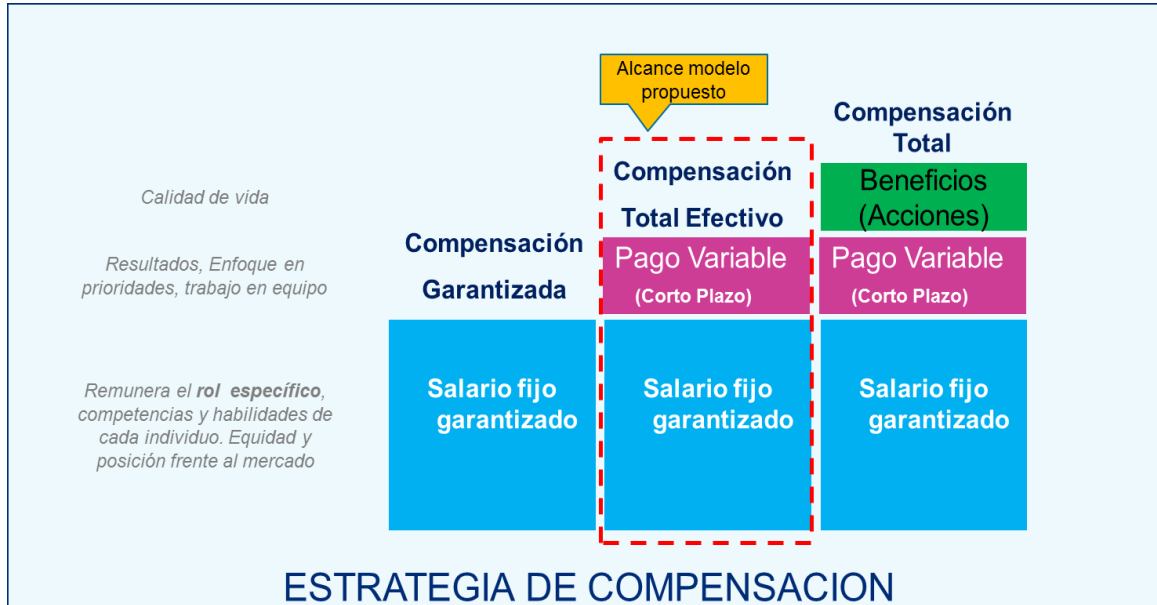 Alcance modelo
propuesto
Compensación
Total
Calidad de vida
Compensación
Total Efectivo
Beneficios
(Acciones)
Resultados, Enfoque en
prioridades, trabajo en equipo
Compensación
Garantizada
Pago Variable
(Corto Plazo)
Pago Variable
(Corto Plazo)
Remunera el rol específico,
competencias y habilidades de
cada individuo. Equidad y
posición frente al mercado
Salario fijo
garantizado
Salario fijo
garantizado
Salario fijo
garantizado
ESTRATEGIA DE COMPENSACION